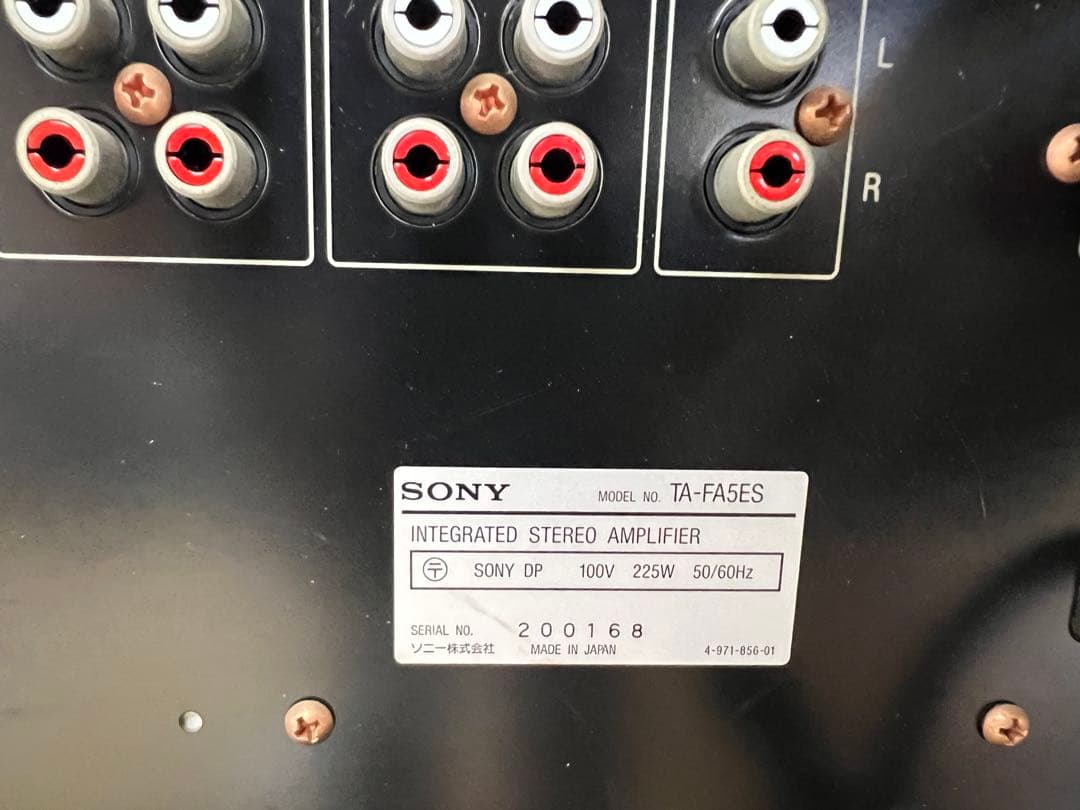 L
R
SONY MODEL NO. TA-FA5ES
INTEGRATED STEREO AMPLIFIER
〒 SONY DP 100V 225W 50/60Hz
SERIAL NO. 200168
ソニー株式会社 MADE IN JAPAN 4-971-856-01